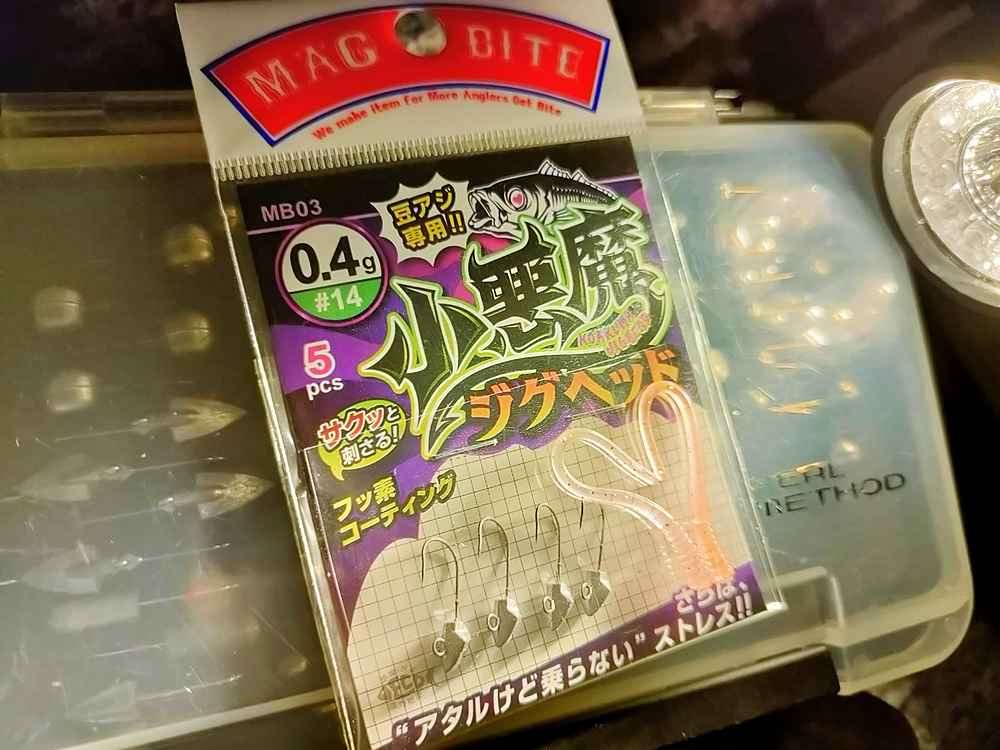 MAG BITE
We make Item For More Anglers Get Bite
MB03
豆アジ
専用!!
0.4g
#14
小悪魔
ジグヘッド
5
pcs
サクッと
刺さる!
フッ素
コーティング
さらば、
“アタルけど乗らない”ストレス!!
METHOD